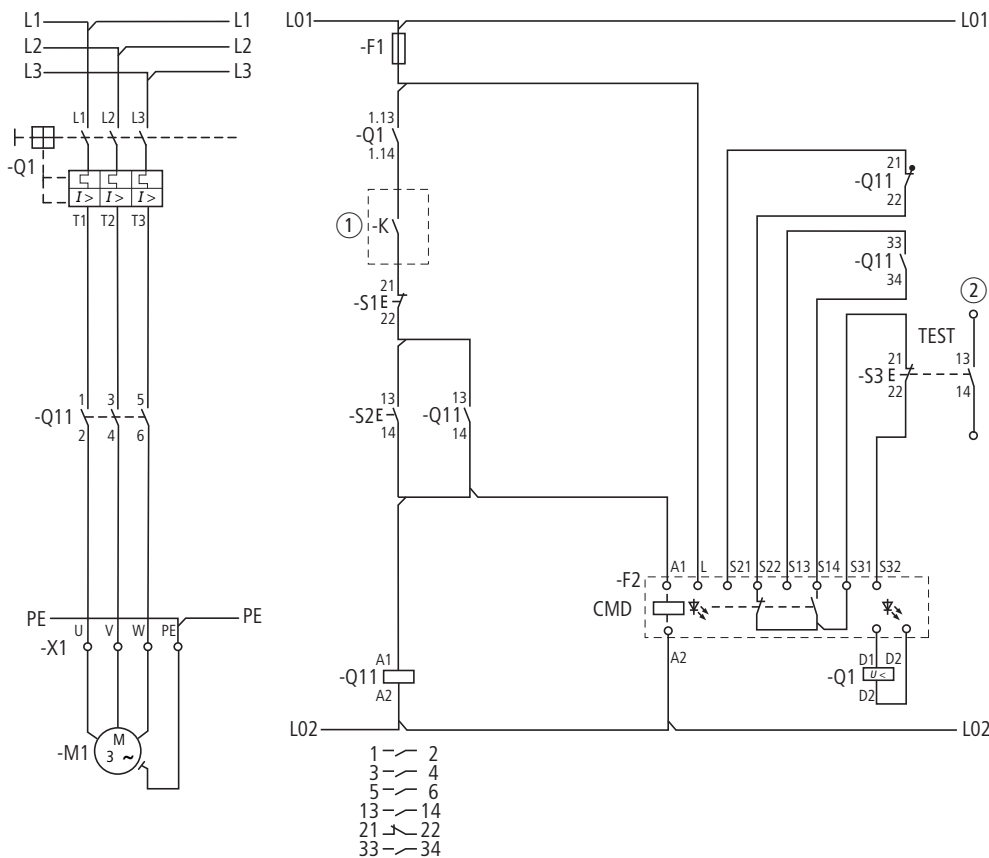 L1 L1 L01 L01
L2 L2
L3 L3
-F1
L1 L2 L3
1.13
-Q1
1.14
-Q1
I > I > I >
T1 T2 T3
1 -K
21
-S1 E
22
21
-Q11
22
33
-Q11
34
2
TEST
21 13
-S3 E
22 14
1 3 5
-Q11
2 4 6
13 13
-S2 E -Q11
14 14
A1 L S21 S22 S13 S14 S31 S32
-F2
CMD
A2
PE PE
U V W PE
-X1
A1
-Q11
A2
D1 D2
-Q1 U <
D2
L02 L02
M
3 ~
-M1
1 2
3 4
5 6
13 14
21 22
33 34